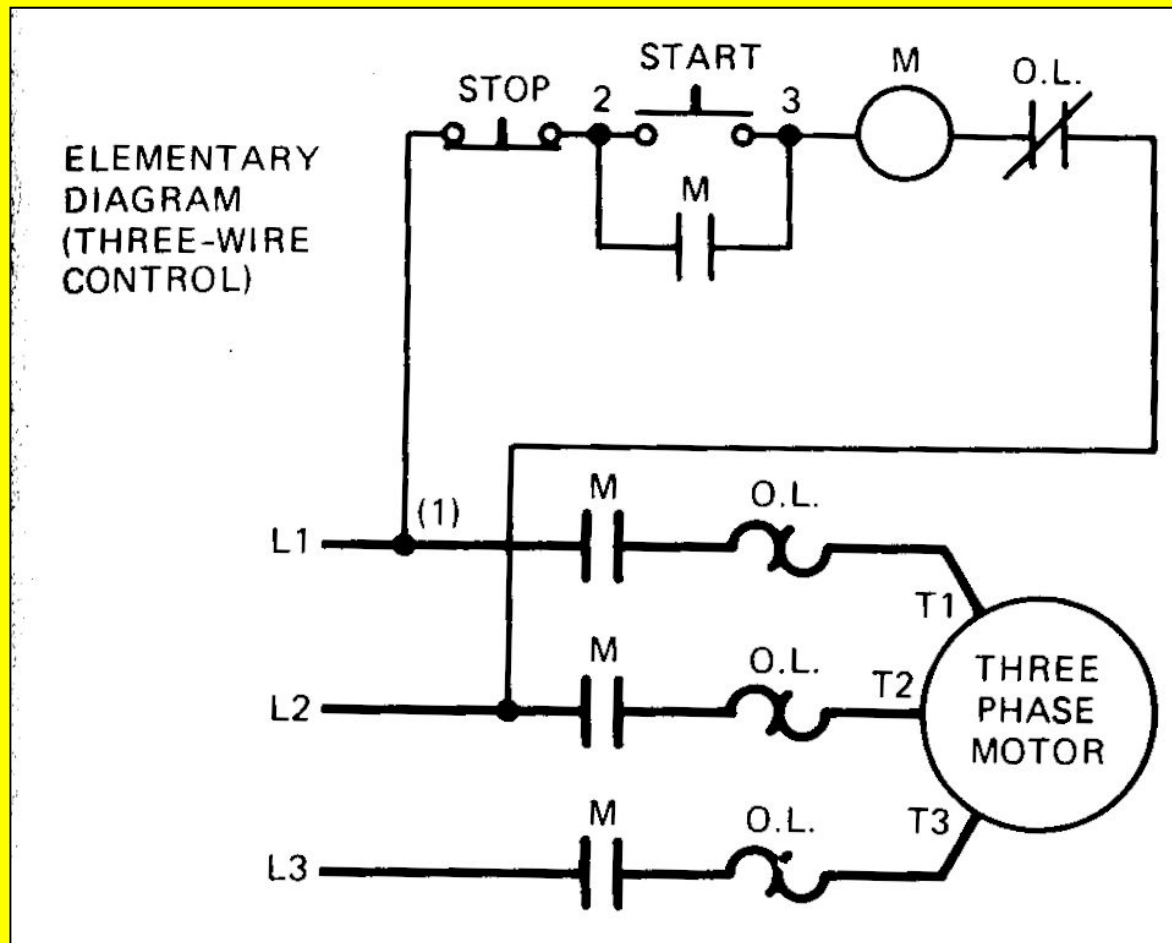 START
M
O.L.
STOP
2
3
ELEMENTARY
DIAGRAM
(THREE-WIRE
CONTROL)
M
(1)
M
O.L.
L1
T1
M
O.L.
T2
L2
THREE
PHASE
MOTOR
M
O.L.
T3
L3